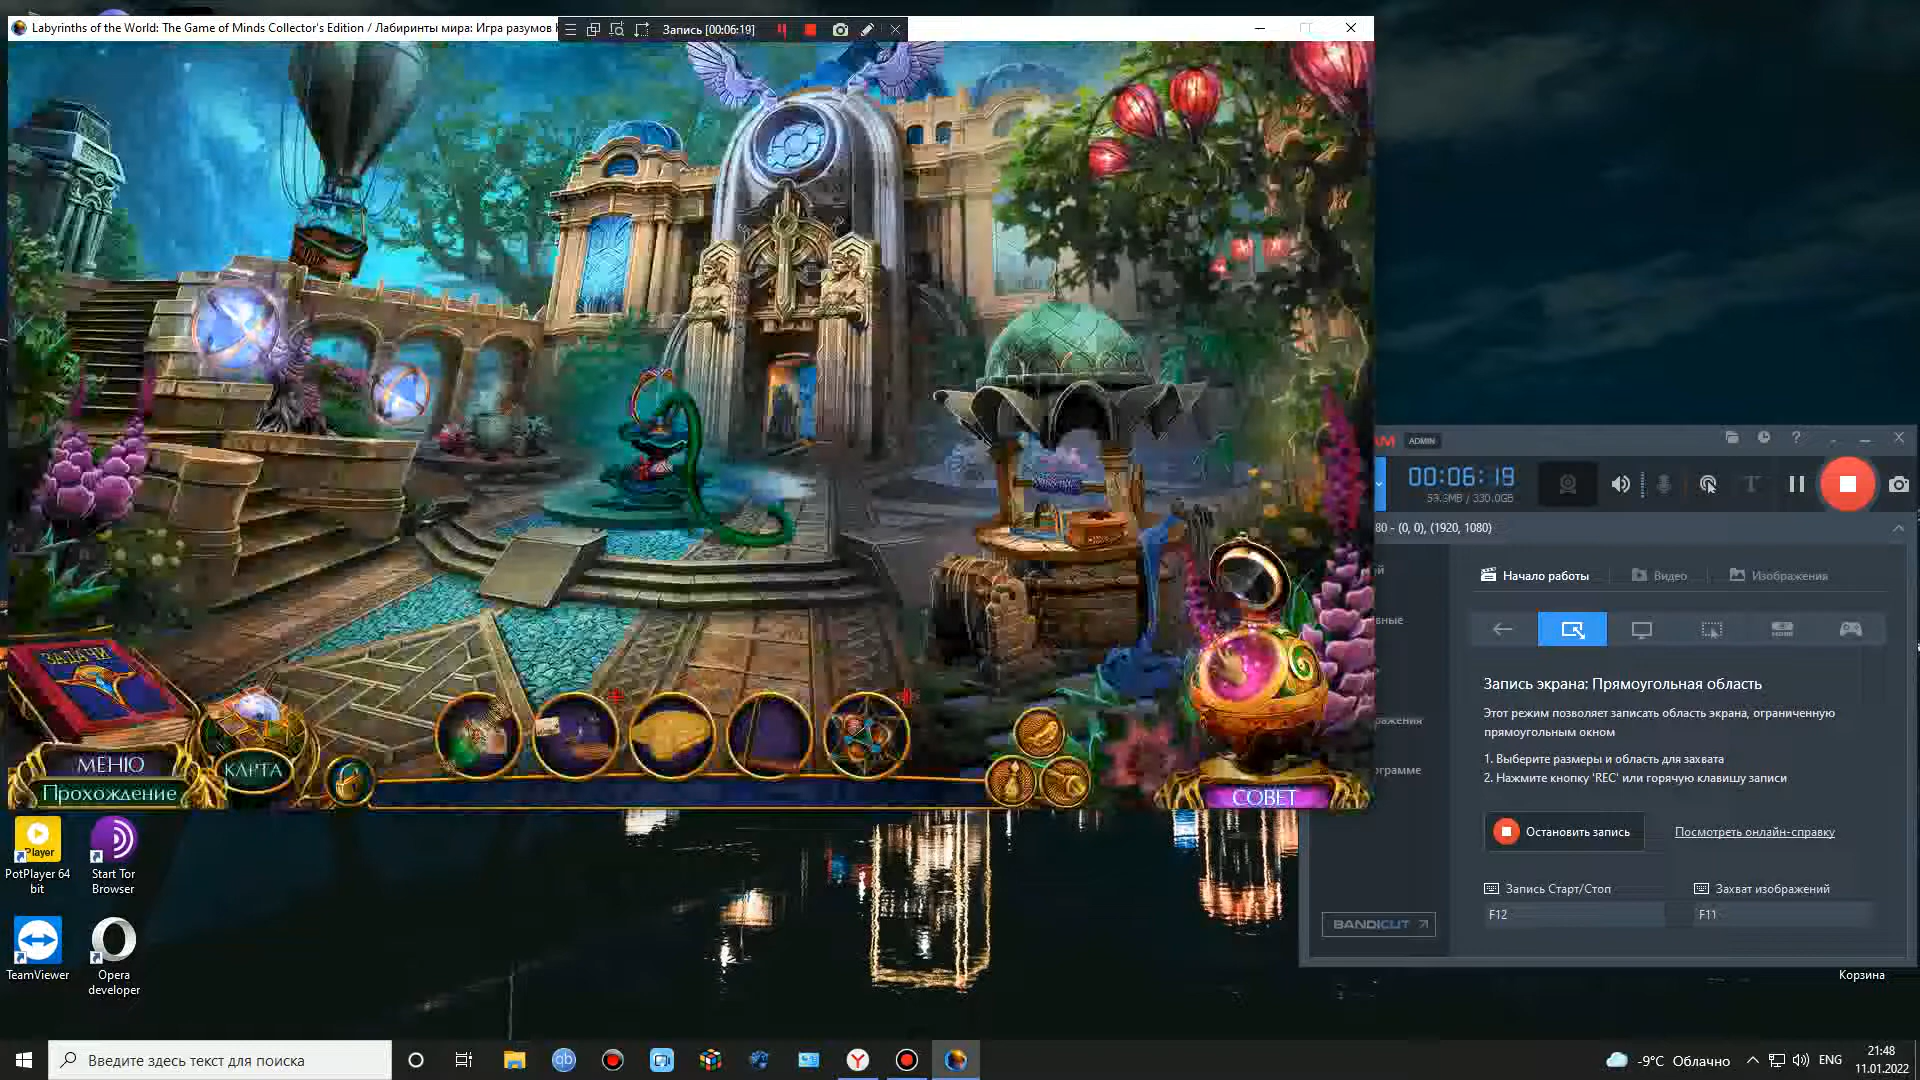 Labyrinths of the World: The Game of Minds Collector's Edition / Лабиринты мира: Игра разумов
Запись [00:06:19]
ADMIN
00:06:19
330.0GB
80 - (0, 0), (1920, 1080)
Начало работы
Видео
Изображения
Запись экрана: Прямоугольная область
Этот режим позволяет записать область экрана, ограниченную
прямоугольным окном
1. Выберите размеры и область для захвата
2. Нажмите кнопку 'REC' или горячую клавишу записи
Остановить запись
Посмотреть онлайн-справку
Запись Старт/Стоп
Захват изображений
F12
F11
BANDICUT
ЗАДАЧИ
МЕНЮ
Прохождение
КАРТА
СОВЕТ
Player
PotPlayer 64
bit
Start Tor
Browser
TeamViewer
Opera
developer
Корзина
Введите здесь текст для поиска
qb
-9°C Облачно
ENG
21:48
11.01.2022